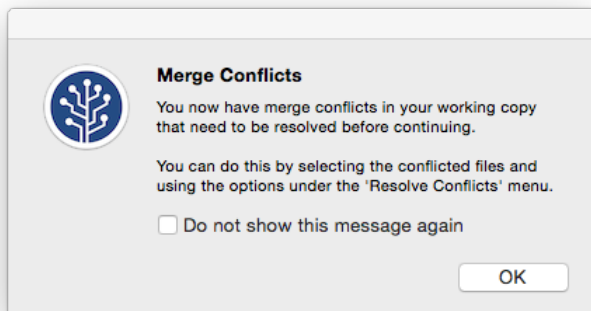 Merge Conflicts
You now have merge conflicts in your working copy
that need to be resolved before continuing.
You can do this by selecting the conflicted files and
using the options under the 'Resolve Conflicts' menu.
Do not show this message again
OK